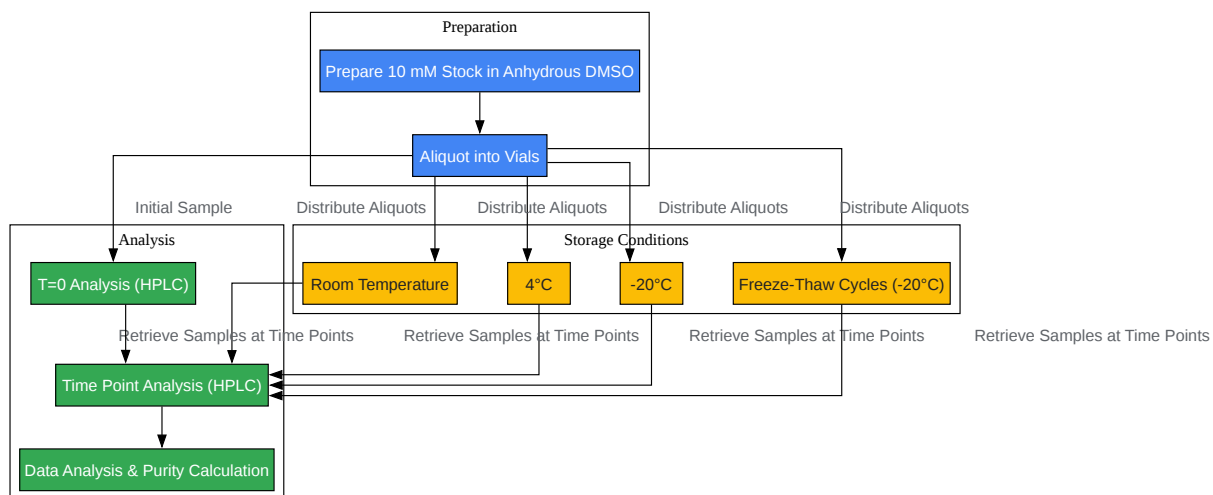 Preparation
Prepare 10 mM Stock in Anhydrous DMSO
Aliquot into Vials
Initial Sample
Distribute Aliquots
Distribute Aliquots
Distribute Aliquots
Distribute Aliquots
Analysis
Storage Conditions
T=0 Analysis (HPLC)
Room Temperature
4°C
-20°C
Freeze-Thaw Cycles (-20°C)
Retrieve Samples at Time Points
Retrieve Samples at Time Points
Retrieve Samples at Time Points
Retrieve Samples at Time Points
Time Point Analysis (HPLC)
Data Analysis & Purity Calculation